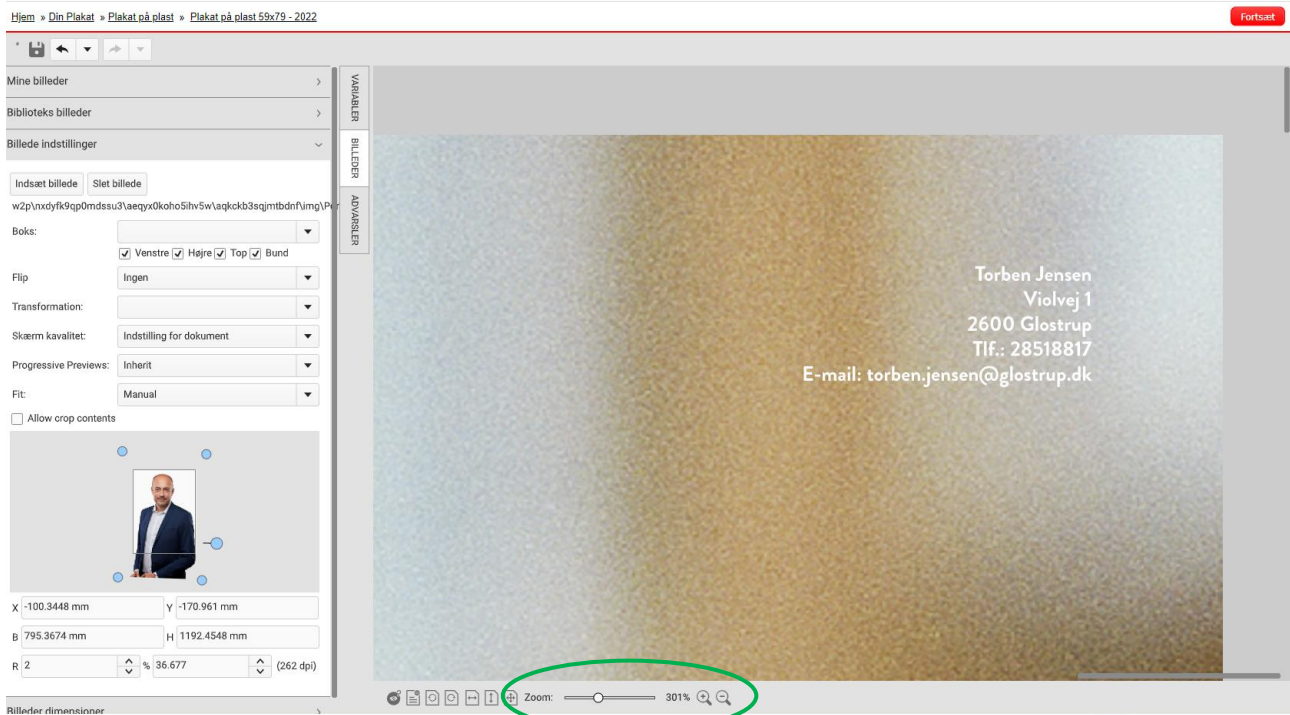 Hjem » Din Plakat » Plakat på plast » Plakat på plast 59x79 - 2022
Fortsæt
Mine billeder
Biblioteks billeder
Billede indstillinger
Indsæt billede Slet billede
w2p\nxdyfk9qp0mdssu3\aeqyx0koho5ihv5w\aqkckb3sqjmtbdnf\img\Per
Boks:
Venstre Højre Top Bund
Flip Ingen
Transformation:
Skærm kavalitet: Indstilling for dokument
Progressive Previews: Inherit
Fit: Manual
Allow crop contents
X -100.3448 mm Y -170.961 mm
B 795.3674 mm H 1192.4548 mm
R 2 % 36.677 (262 dpi)
Billeder dimensioner
VARIABLER
BILLEDER
ADVARSLER
Torben Jensen
Violvej 1
2600 Glostrup
Tlf.: 28518817
E-mail: torben.jensen@glostrup.dk
Zoom: 301%